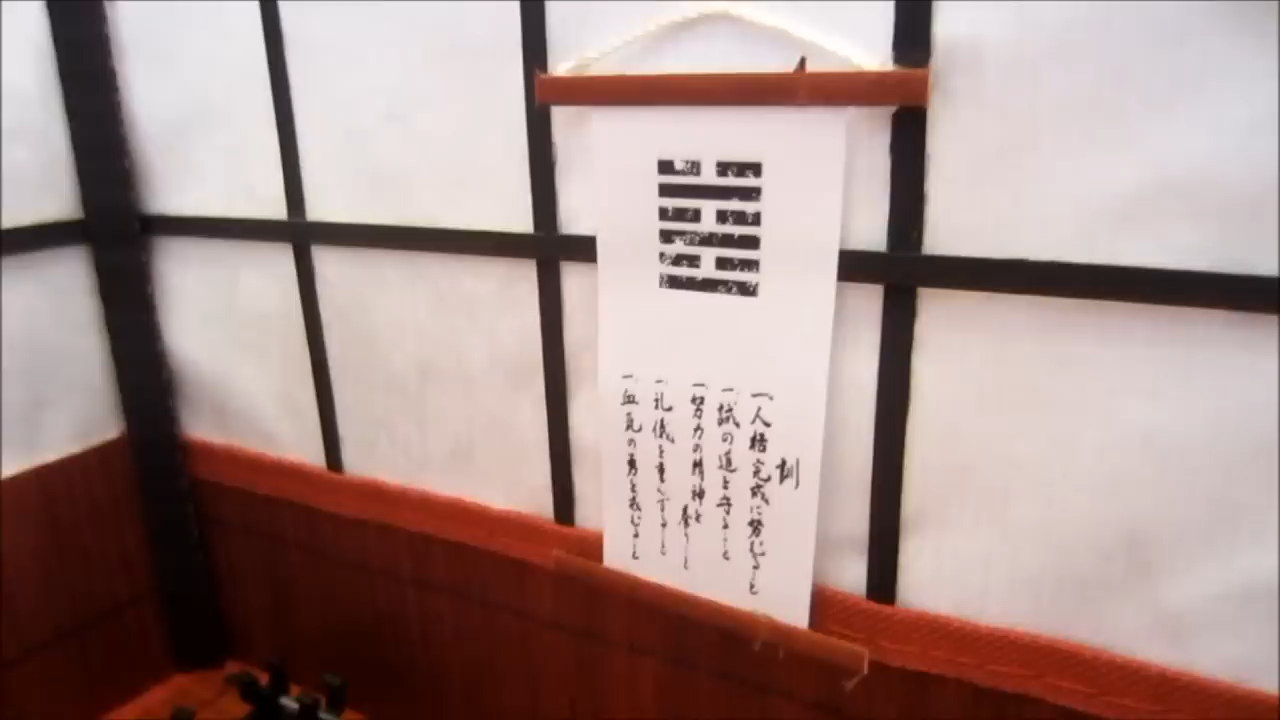 訓
一人格完成に努むること
一誠の道を守ること
一努力の精神を養うこと
一礼儀を重んずること
一血気の勇を戒むること